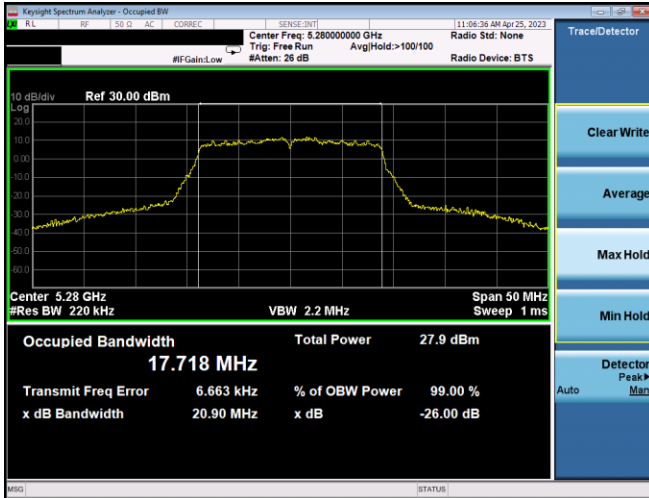 Keysight Spectrum Analyzer - Occupied BW
RL RF 50 Ω AC CORREC SENSE:INT 11:06:36 AM Apr 25, 2023
Center Freq: 5.280000000 GHz Radio Std: None
Trig: Free Run Avg|Hold:>100/100
#IFGain:Low #Atten: 26 dB Radio Device: BTS
10 dB/div Ref 30.00 dBm
Log
20.0
10.0
0.00
-10.0
-20.0
-30.0
-40.0
-50.0
-60.0
Center 5.28 GHz Span 50 MHz
#Res BW 220 kHz VBW 2.2 MHz Sweep 1 ms
Occupied Bandwidth Total Power 27.9 dBm
17.718 MHz
Transmit Freq Error 6.663 kHz % of OBW Power 99.00 %
x dB Bandwidth 20.90 MHz x dB -26.00 dB
MSG STATUS
Trace/Detector
Clear Write
Average
Max Hold
Min Hold
Detector
Peak▶
Auto Man